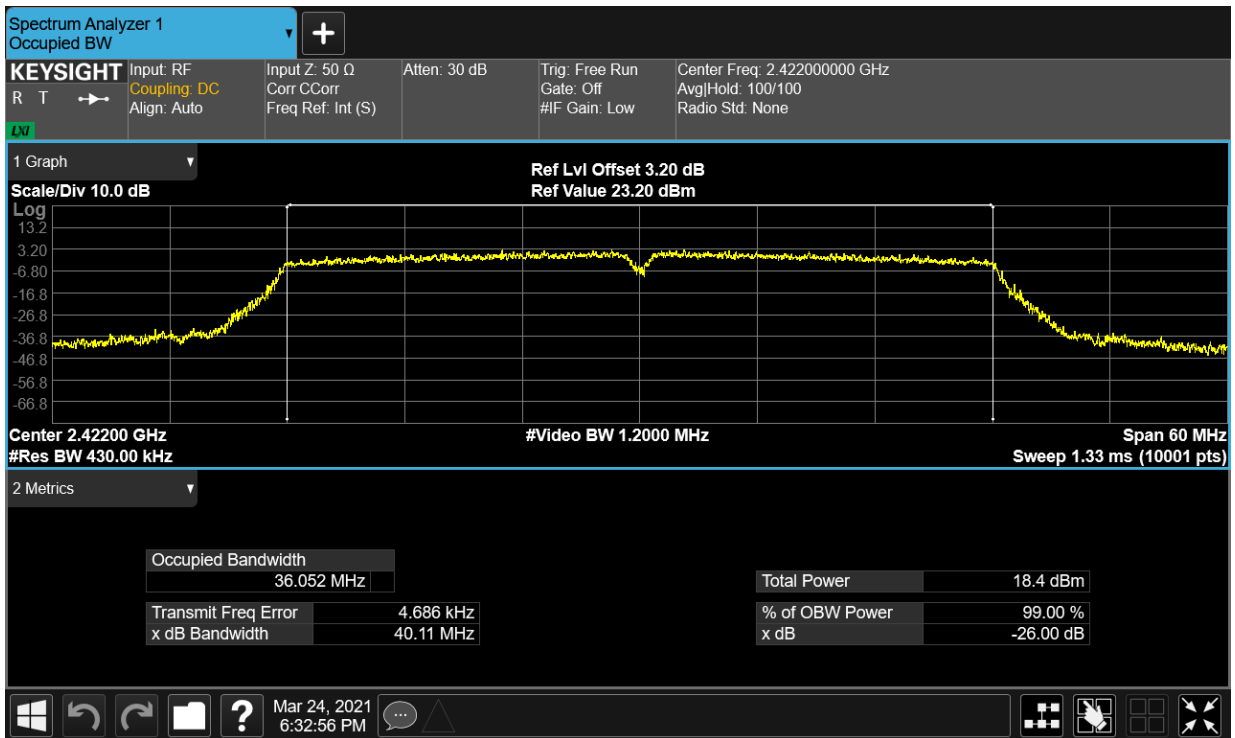 Spectrum Analyzer 1
Occupied BW
KEYSIGHT
R T
LXI
Input: RF
Coupling: DC
Align: Auto
Input Z: 50 Ω
Corr CCorr
Freq Ref: Int (S)
Atten: 30 dB
Trig: Free Run
Gate: Off
#IF Gain: Low
Center Freq: 2.422000000 GHz
Avg|Hold: 100/100
Radio Std: None
1 Graph
Scale/Div 10.0 dB
Ref Lvl Offset 3.20 dB
Ref Value 23.20 dBm
Log
13.2
3.20
-6.80
-16.8
-26.8
-36.8
-46.8
-56.8
-66.8
Center 2.42200 GHz
#Video BW 1.2000 MHz
Span 60 MHz
#Res BW 430.00 kHz
Sweep 1.33 ms (10001 pts)
2 Metrics
Occupied Bandwidth
36.052 MHz
Total Power 18.4 dBm
Transmit Freq Error 4.686 kHz
% of OBW Power 99.00 %
x dB Bandwidth 40.11 MHz
x dB -26.00 dB
?
Mar 24, 2021
6:32:56 PM